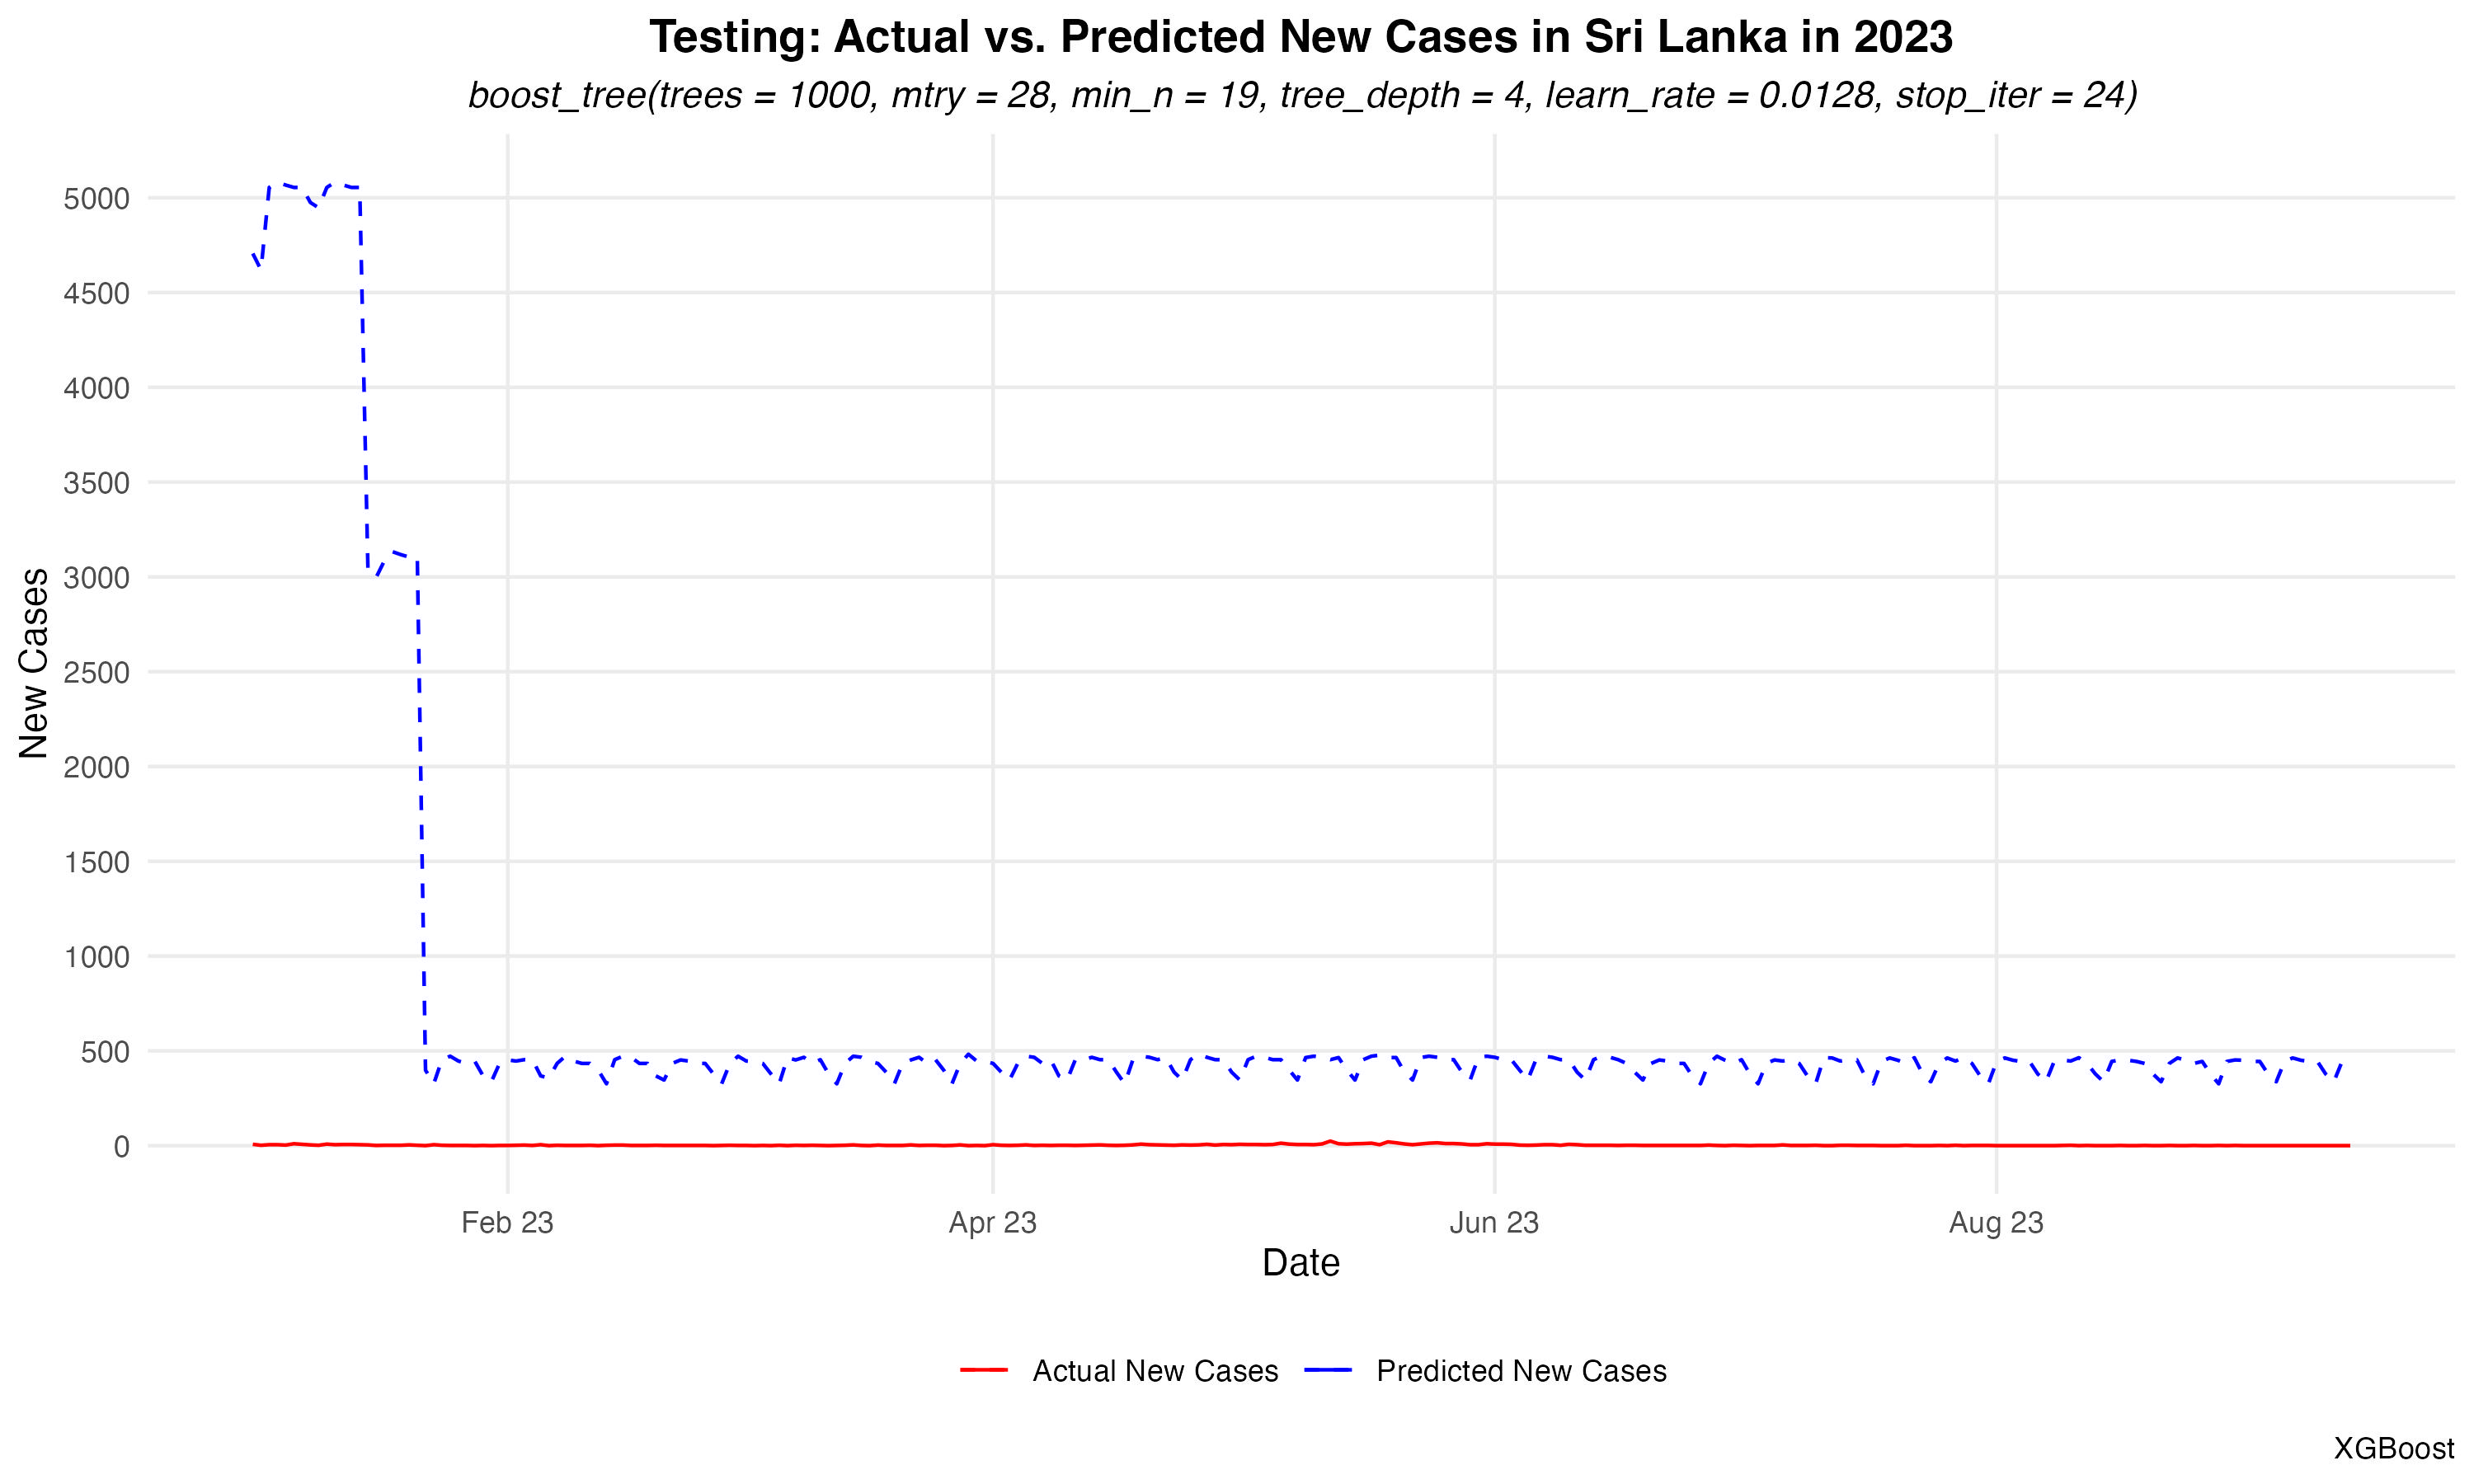 Testing: Actual vs. Predicted New Cases in Sri Lanka in 2023
boost_tree(trees = 1000, mtry = 28, min_n = 19, tree_depth = 4, learn_rate = 0.0128, stop_iter = 24)
New Cases
5000
4500
4000
3500
3000
2500
2000
1500
1000
500
0
Feb 23
Apr 23
Jun 23
Aug 23
Date
Actual New Cases
Predicted New Cases
XGBoost